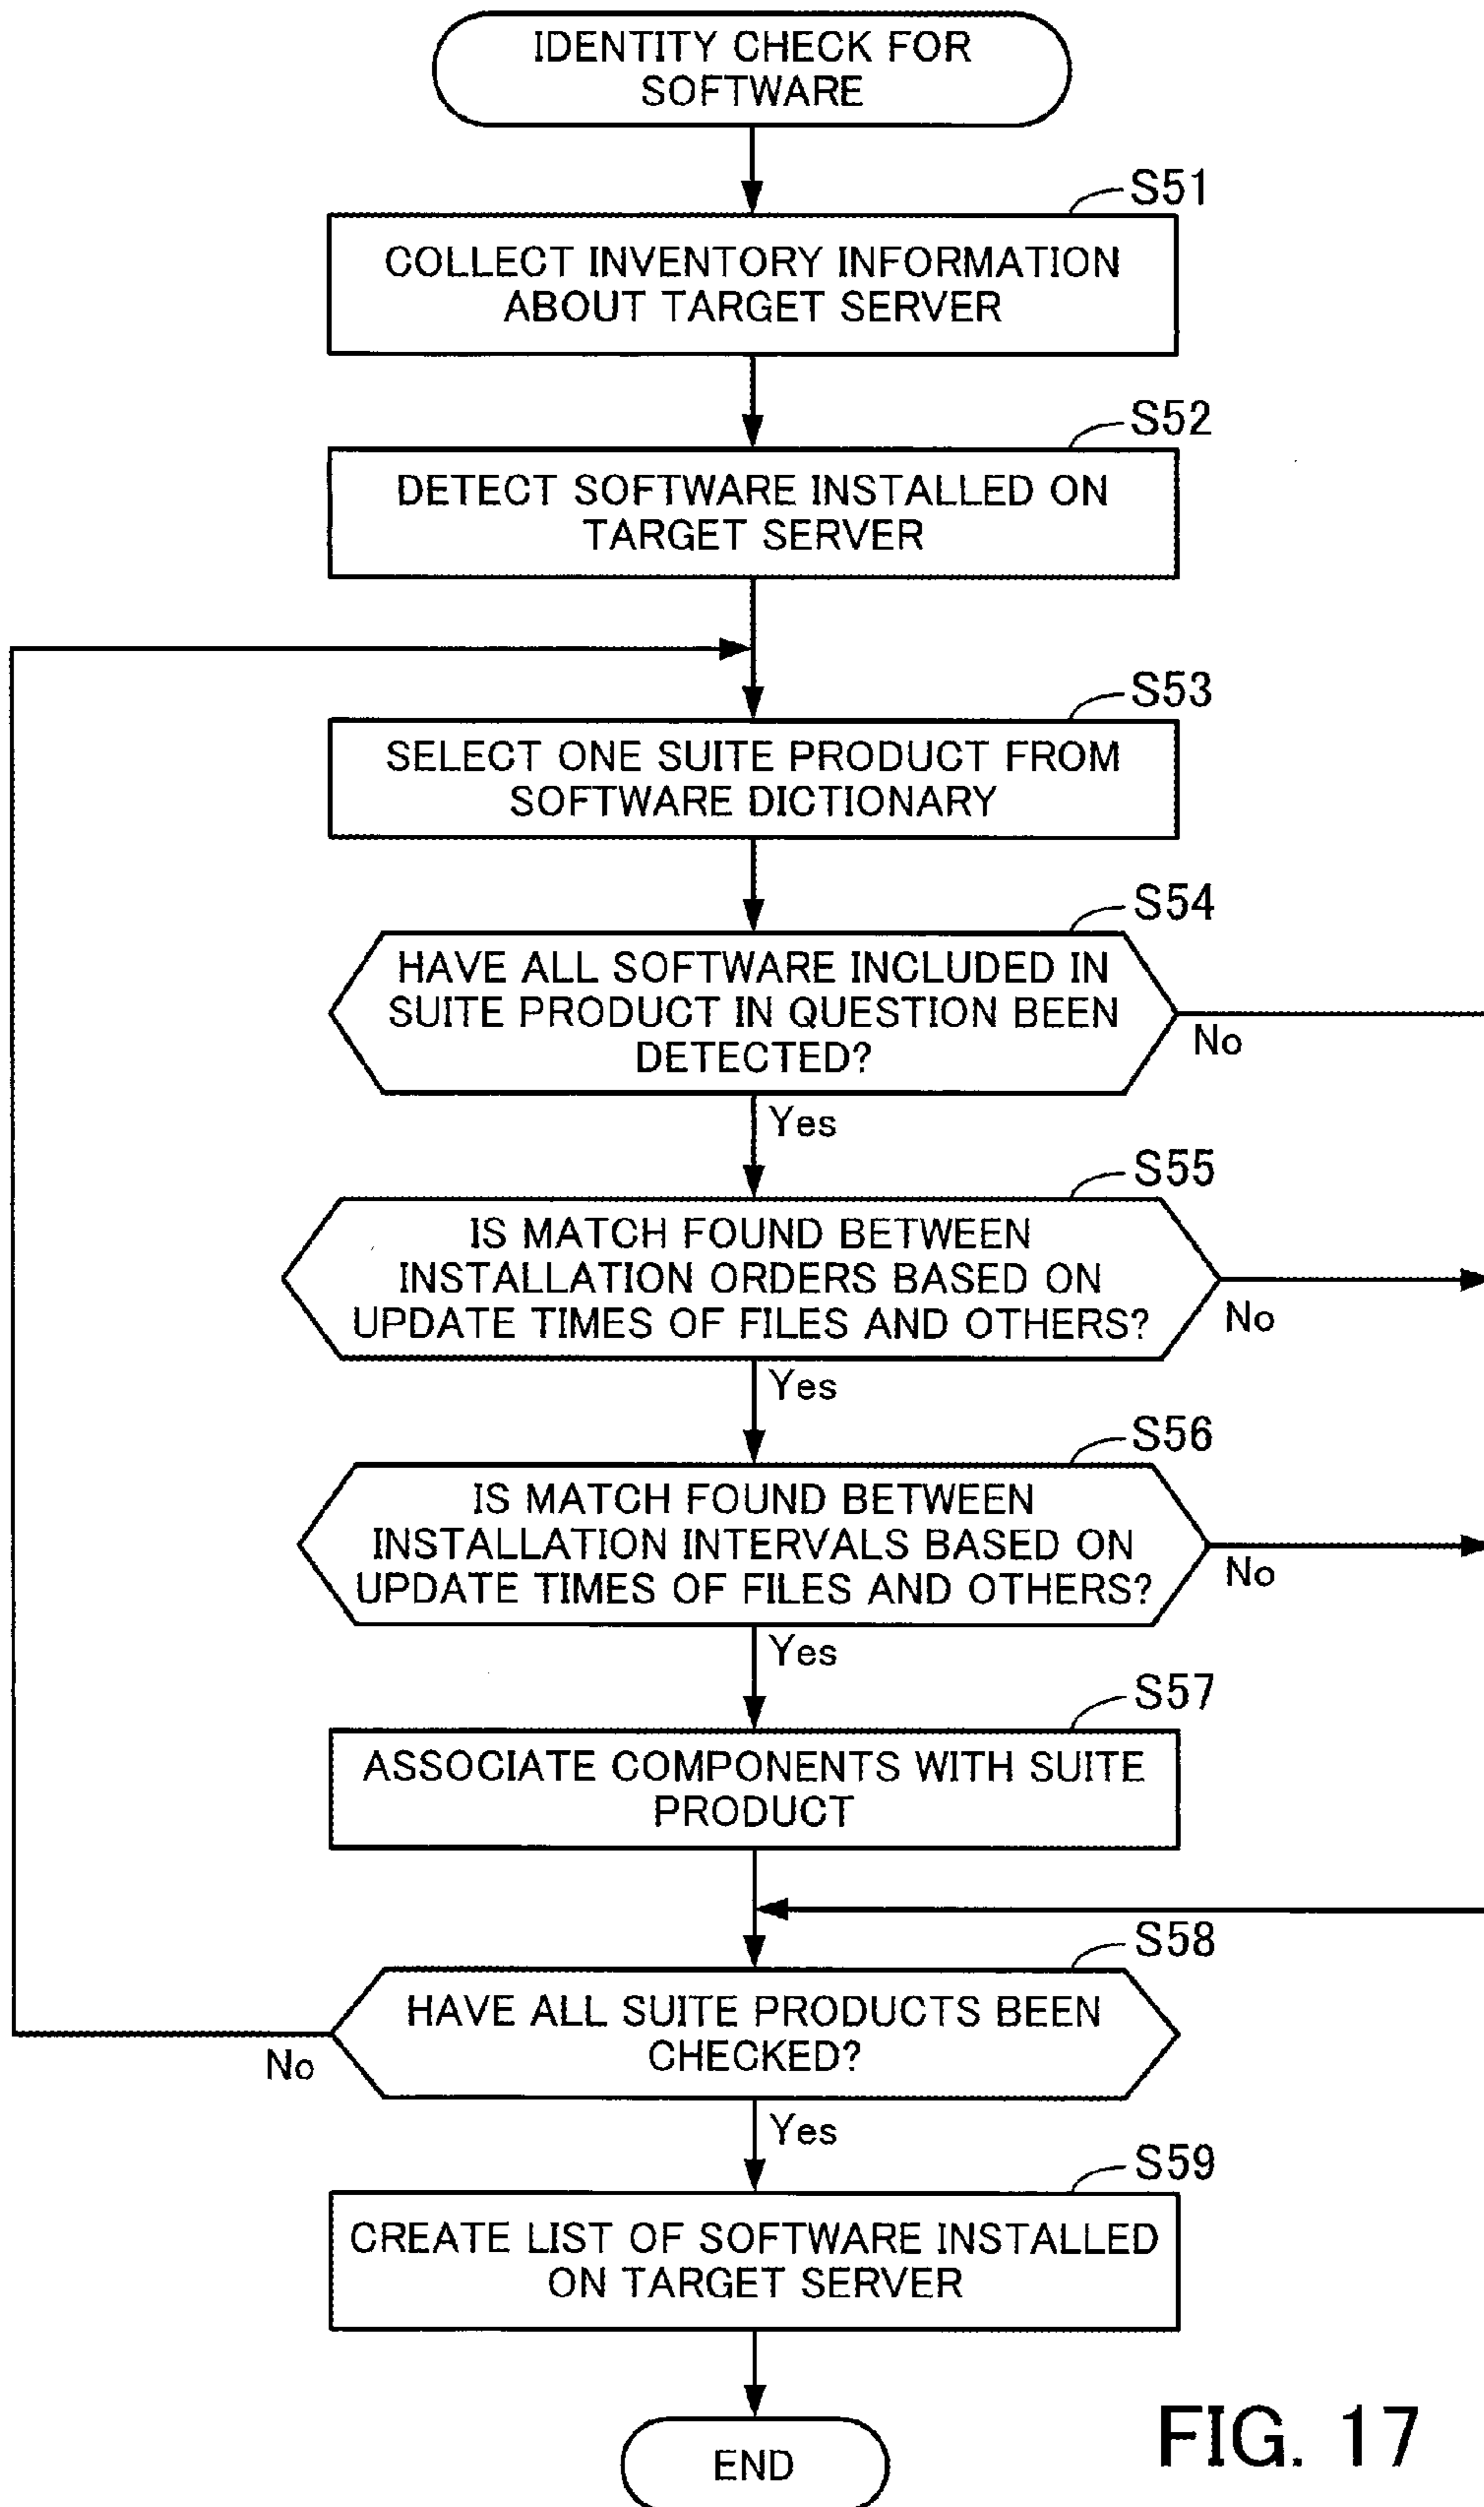 IDENTITY CHECK FOR
SOFTWARE
S51
COLLECT INVENTORY INFORMATION
ABOUT TARGET SERVER
S52
DETECT SOFTWARE INSTALLED ON
TARGET SERVER
S53
SELECT ONE SUITE PRODUCT FROM
SOFTWARE DICTIONARY
S54
HAVE ALL SOFTWARE INCLUDED IN
SUITE PRODUCT IN QUESTION BEEN
DETECTED?
No
Yes
S55
IS MATCH FOUND BETWEEN
INSTALLATION ORDERS BASED ON
UPDATE TIMES OF FILES AND OTHERS?
No
Yes
S56
IS MATCH FOUND BETWEEN
INSTALLATION INTERVALS BASED ON
UPDATE TIMES OF FILES AND OTHERS?
No
Yes
S57
ASSOCIATE COMPONENTS WITH SUITE
PRODUCT
S58
HAVE ALL SUITE PRODUCTS BEEN
CHECKED?
No
Yes
S59
CREATE LIST OF SOFTWARE INSTALLED
ON TARGET SERVER
END
FIG. 17